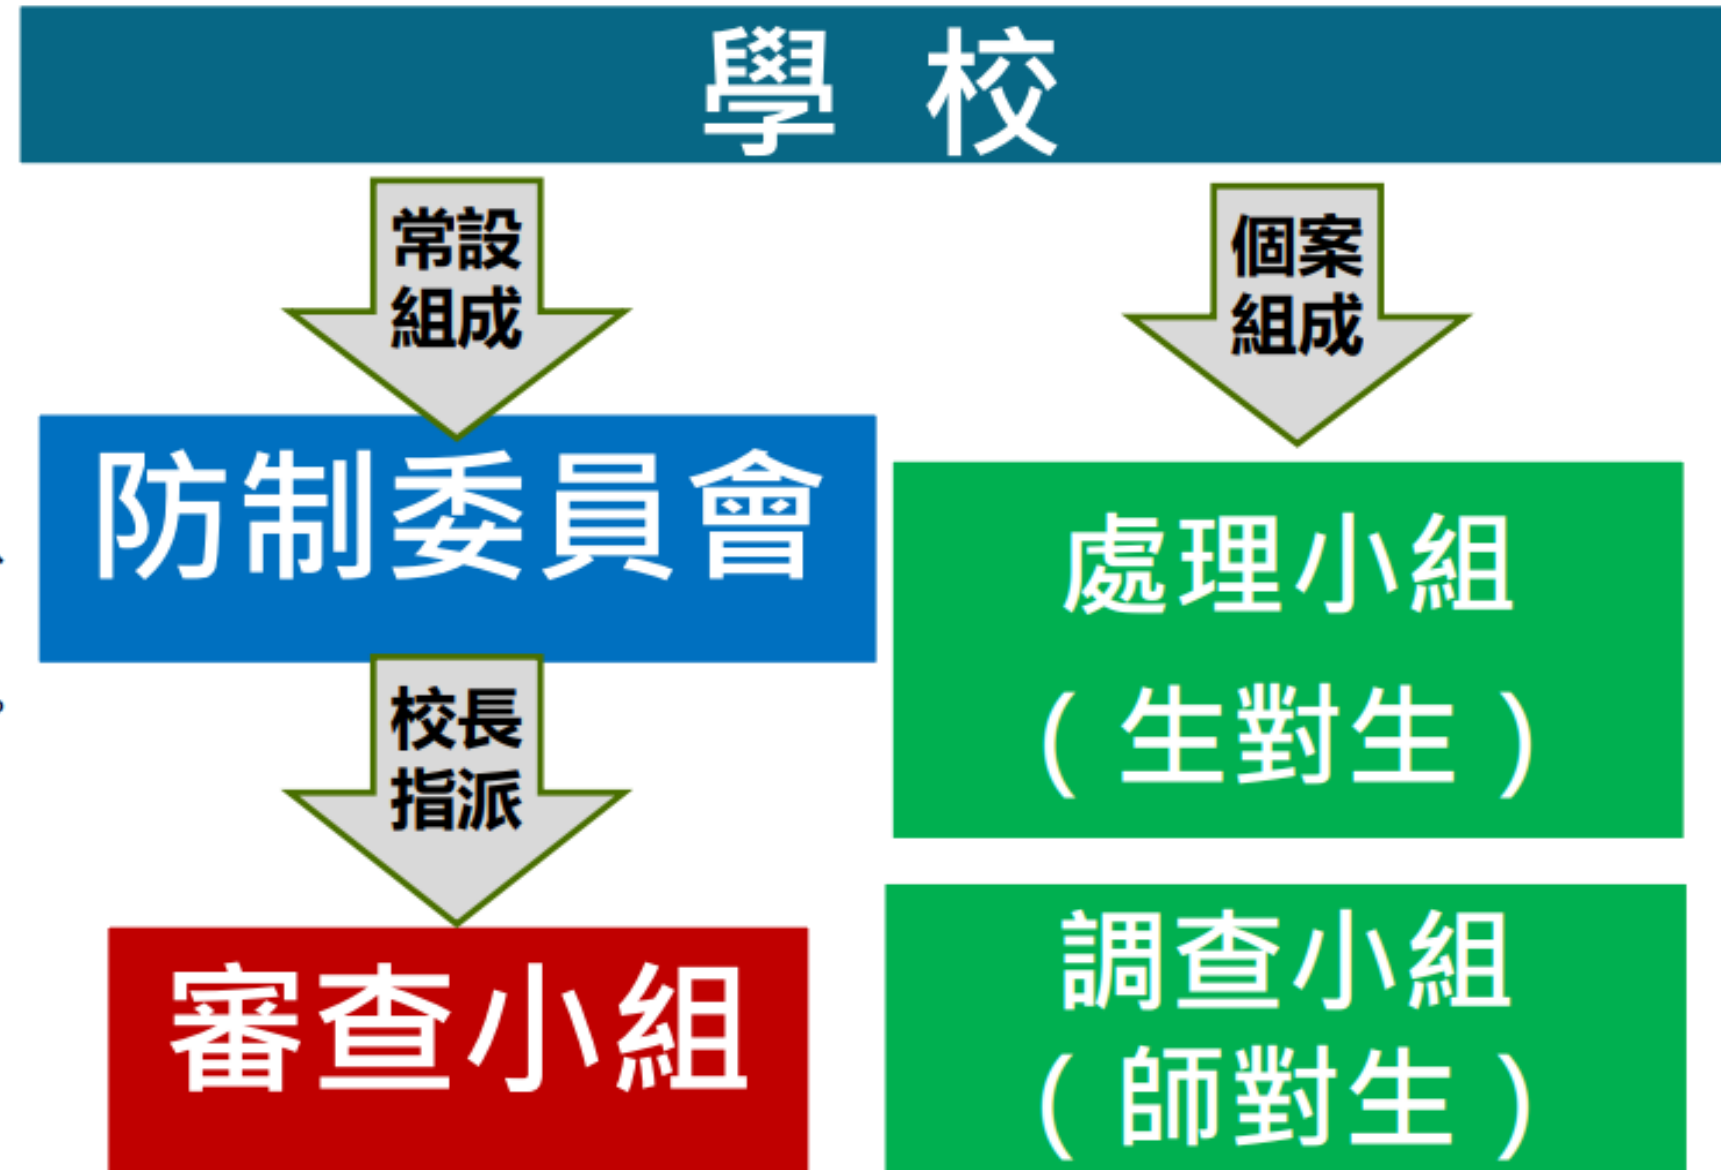 學 校
常設
組成
防制委員會
校長
指派
審查小組
個案
組成
處理小組
(生對生)
調查小組
(師對生)
、
。